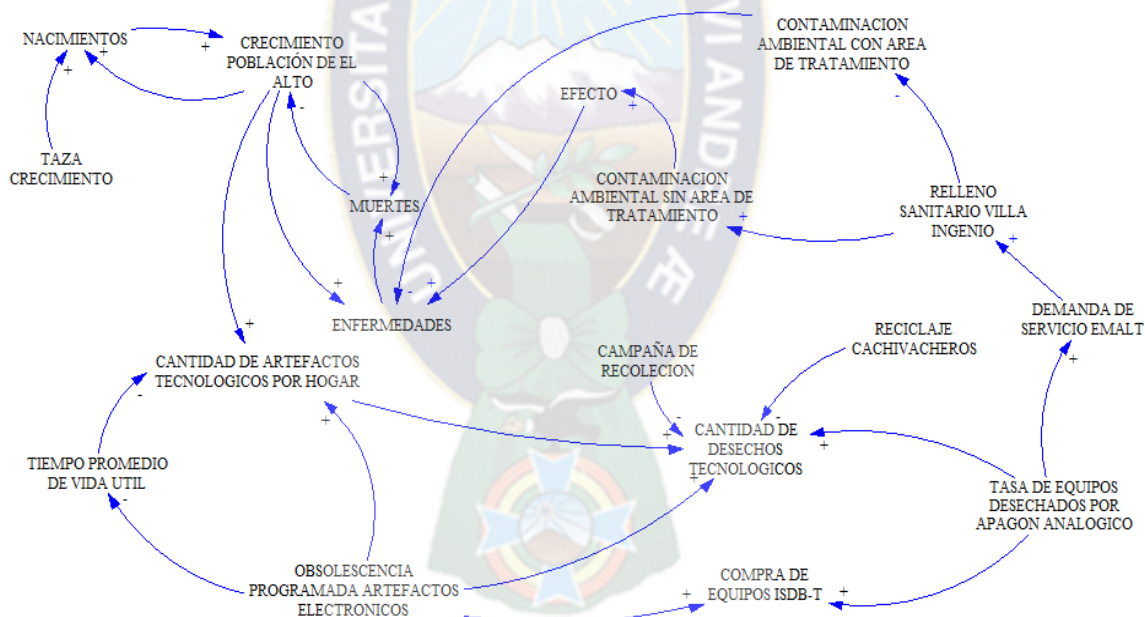 NACIMIENTOS
+
+
+
CRECIMIENTO
POBLACIÓN DE EL
ALTO
-
TAZA
CRECIMIENTO
UNIVERSITA
VI ANDTE Æ
CONTAMINACION
AMBIENTAL CON AREA
DE TRATAMIENTO
-
EFECTO
+
CONTAMINACION
AMBIENTAL SIN AREA DE
TRATAMIENTO
+
RELLENO
SANITARIO VILLA
INGENIO
+
+
MUERTES
+
+
-
+
ENFERMEDADES
DEMANDA DE
SERVICIO EMALT
+
RECICLAJE
CACHIVACHEROS
CAMPAÑA DE
RECOLECION
+
CANTIDAD DE ARTEFACTOS
TECNOLOGICOS POR HOGAR
-
+
-
-
+
+
+
CANTIDAD DE
DESECHOS
TECNOLOGICOS
TIEMPO PROMEDIO
DE VIDA UTIL
-
TASA DE EQUIPOS
DESECHADOS POR
APAGON ANALOGICO
OBSOLESCENCIA
PROGRAMADA ARTEFACTOS
ELECTRONICOS
+
COMPRA DE
EQUIPOS ISDB-T
+